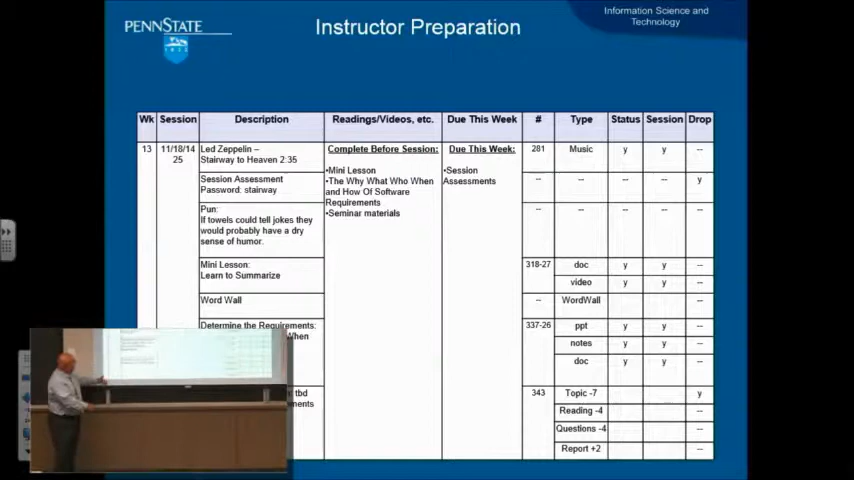 PENNSTATE
1855
Instructor Preparation
Information Science and
Technology
Wk Session Description Readings/Videos, etc. Due This Week # Type Status Session Drop
13 11/18/14 Led Zeppelin – Complete Before Session: Due This Week: 281 Music y y --
25 Stairway to Heaven 2:35
•Mini Lesson •Session
Session Assessment •The Why What Who When Assessments -- -- -- -- y
Password: stairway and How Of Software
Requirements
Pun: •Seminar materials -- -- -- -- --
If towels could tell jokes they
would probably have a dry
sense of humor.
Mini Lesson: 318-27 doc y y --
Learn to Summarize
video y y --
Word Wall -- WordWall --
Determine the Requirements: 337-26 ppt y y --
When
notes y y --
doc y y --
tbd 343 Topic -7 y
ments Reading -4 --
Questions -4 --
Report +2 --